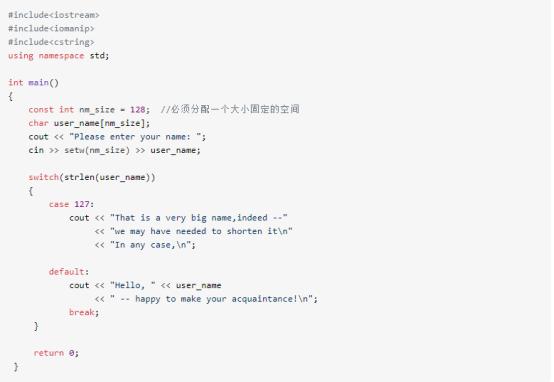 #include<iostream>
#include<iomanip>
#include<cstring>
using namespace std;
int main()
{
const int nm_size = 128; //必须分配一个大小固定的空间
char user_name[nm_size];
cout << "Please enter your name: ";
cin >> setw(nm_size) >> user_name;
switch(strlen(user_name))
{
case 127:
cout << "That is a very big name,indeed --"
<< "we may have needed to shorten it\n"
<< "In any case,\n";
default:
cout << "Hello, " << user_name
<< " -- happy to make your acquaintance!\n";
break;
}
return 0;
}